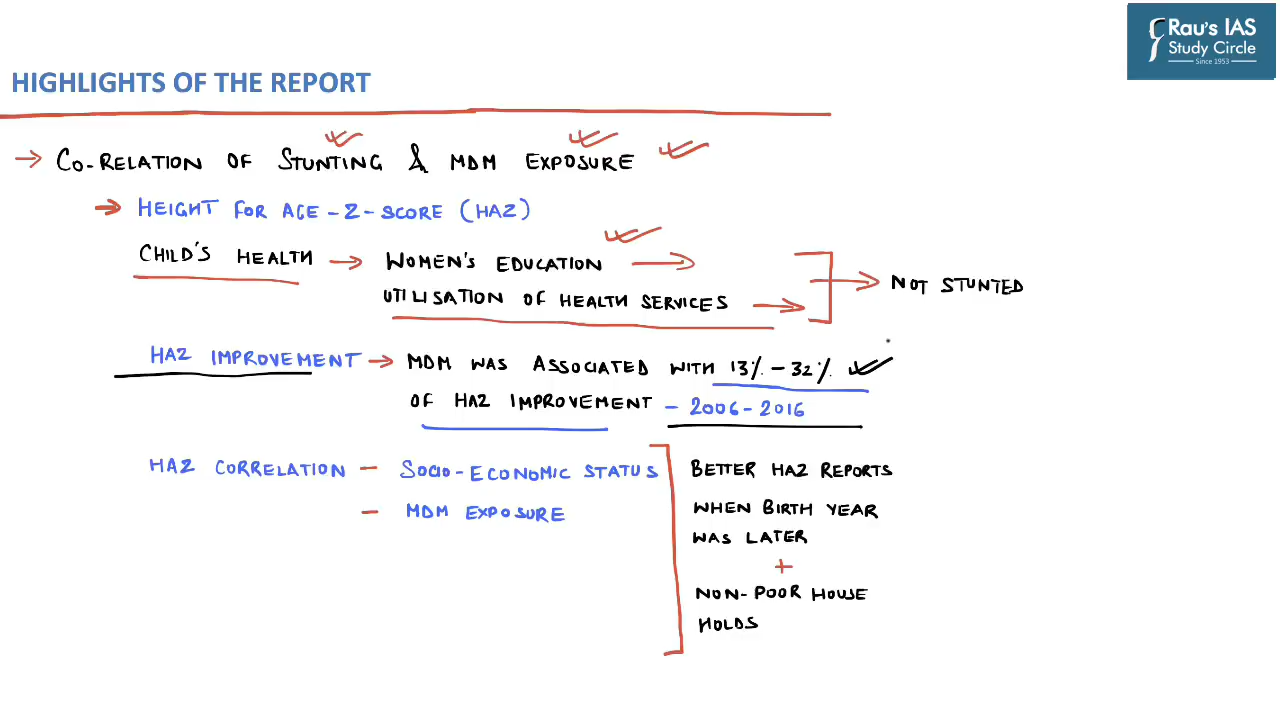 Rau's IAS
Study Circle
Since 1953
HIGHLIGHTS OF THE REPORT
→ CO-RELATION OF STUNTING & MDM EXPOSURE
→ HEIGHT FOR AGE-Z-SCORE (HAZ)
CHILD'S HEALTH → WOMEN'S EDUCATION →
UTILISATION OF HEALTH SERVICES → → NOT STUNTED
HAZ IMPROVEMENT → MDM WAS ASSOCIATED WITH 13% - 32%
OF HAZ IMPROVEMENT - 2006-2016
HAZ CORRELATION - SOCIO-ECONOMIC STATUS
- MDM EXPOSURE
BETTER HAZ REPORTS
WHEN BIRTH YEAR
WAS LATER
+
NON-POOR HOUSE
HOLDS